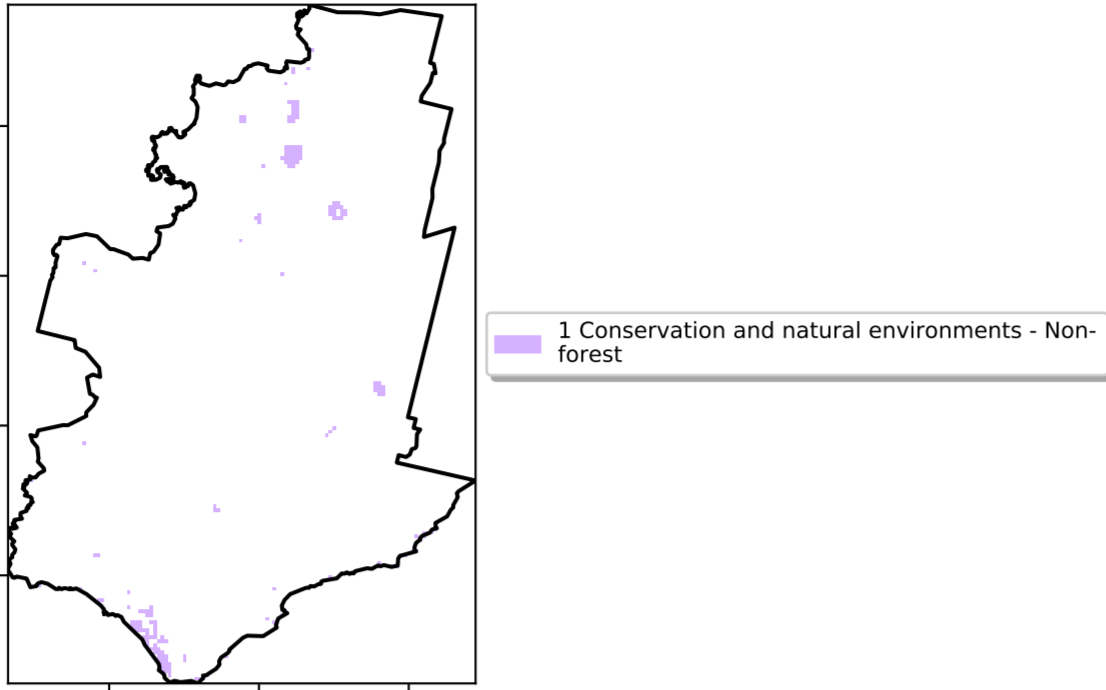 1 Conservation and natural environments - Non-
forest